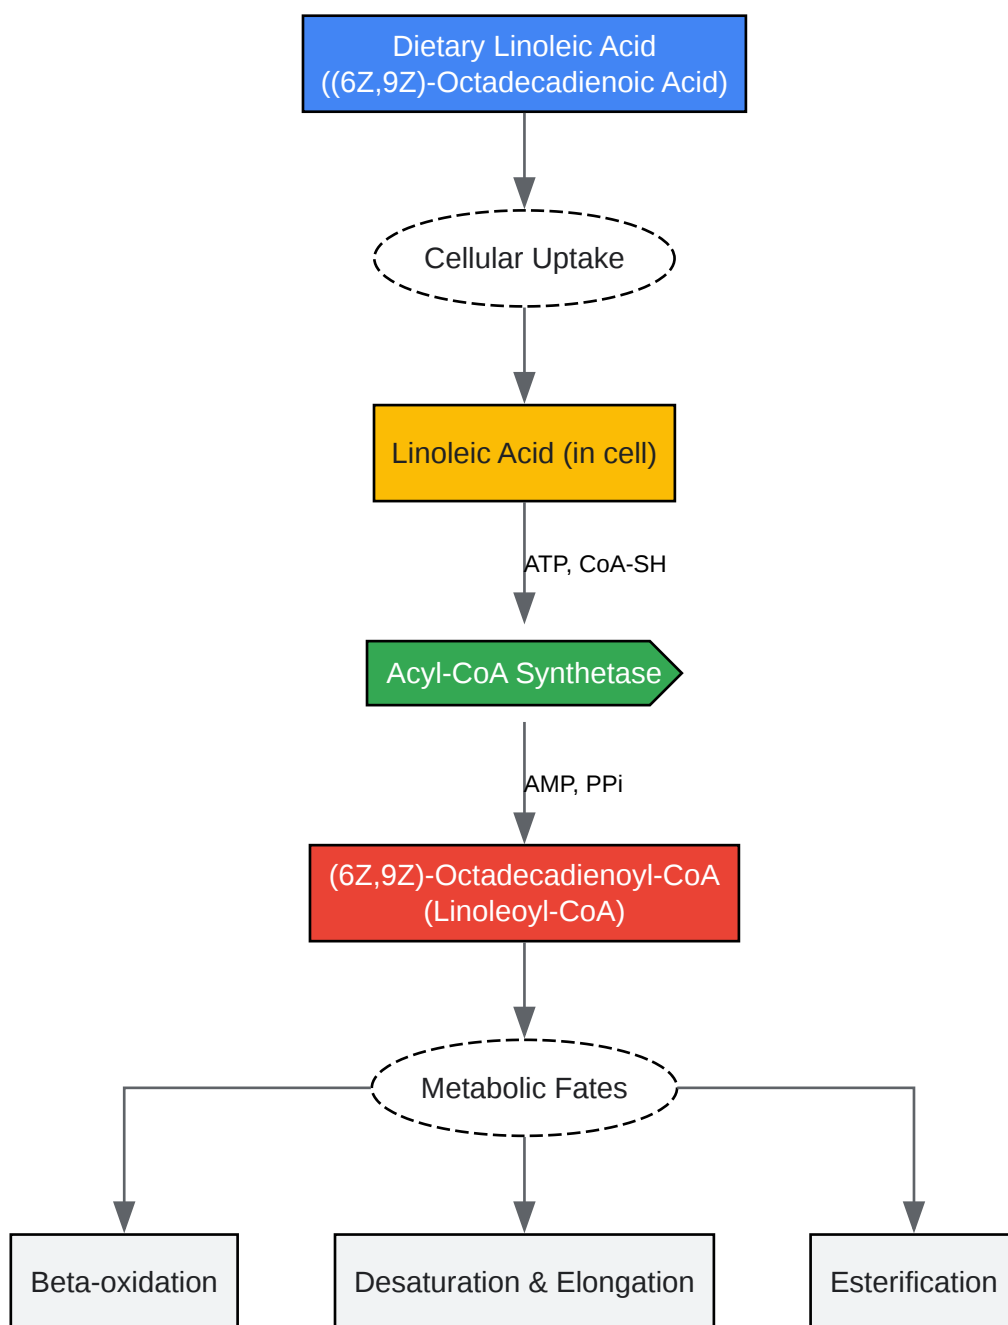 Dietary Linoleic Acid
((6Z,9Z)-Octadecadienoic Acid)
Cellular Uptake
Linoleic Acid (in cell)
ATP, CoA-SH
Acyl-CoA Synthetase
AMP, PPi
(6Z,9Z)-Octadecadienoyl-CoA
(Linoleoyl-CoA)
Metabolic Fates
Beta-oxidation
Desaturation & Elongation
Esterification